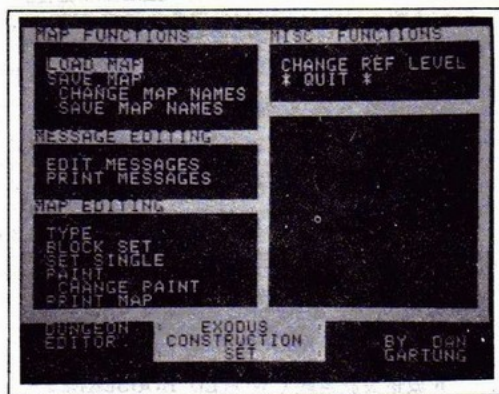 MAP FUNCTIONS
LOAD MAP
SAVE MAP
CHANGE MAP NAMES
SAVE MAP NAMES
MESSAGE EDITING
EDIT MESSAGES
PRINT MESSAGES
MAP EDITING
TYPE
BLOCK SET
SET SINGLE
PAINT
CHANGE PAINT
PRINT MAP
MISC FUNCTIONS
CHANGE REF LEVEL
* QUIT *
DUNGEON
EDITOR
EXODUS
CONSTRUCTION
SET
BY DAN
GARTUNG